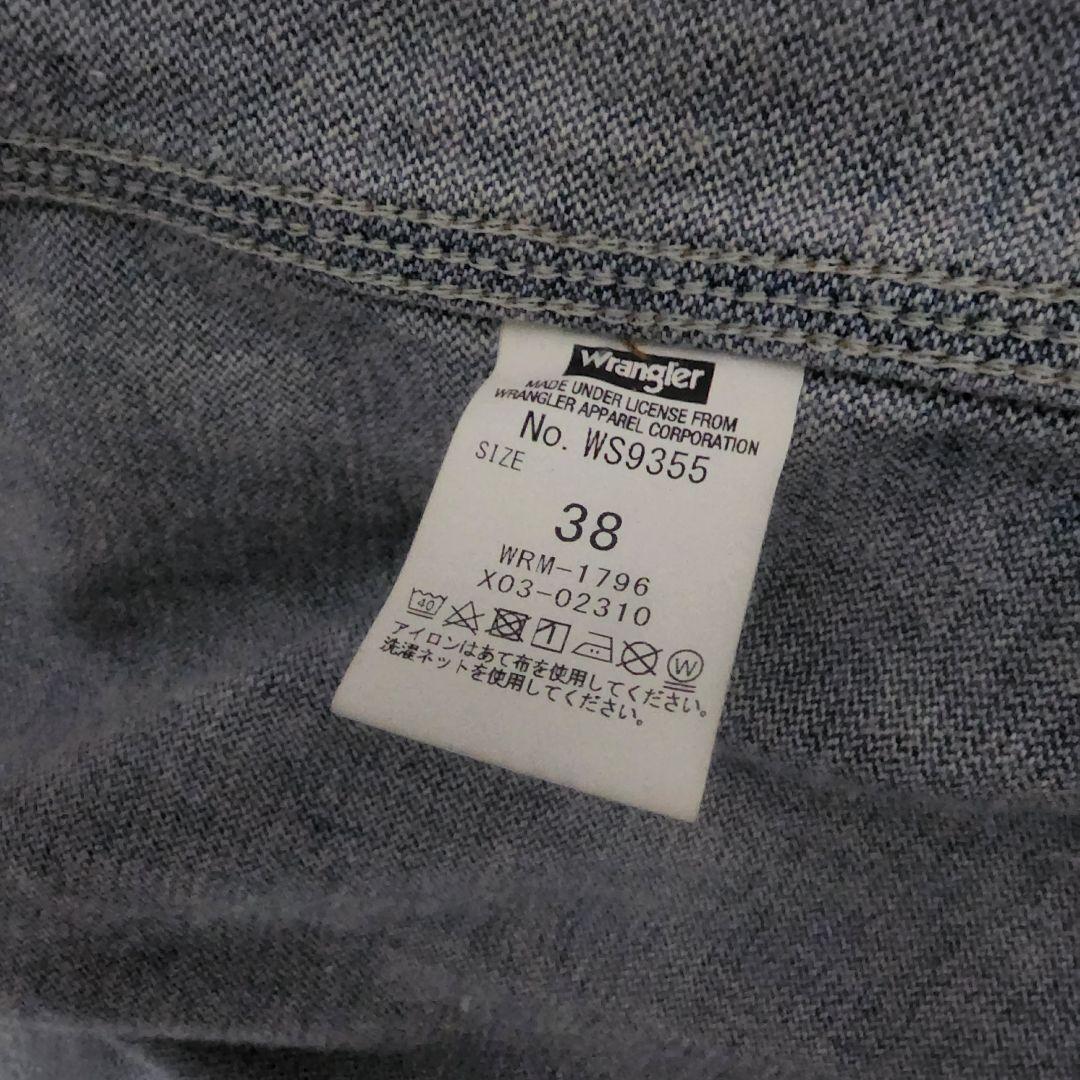 Wrangler
MADE UNDER LICENSE FROM
WRANGLER APPAREL CORPORATION
No. WS9355
SIZE
38
WRM-1796
X03-02310
40 W
アイロンはあて布を使用してください。
洗濯ネットを使用してください。